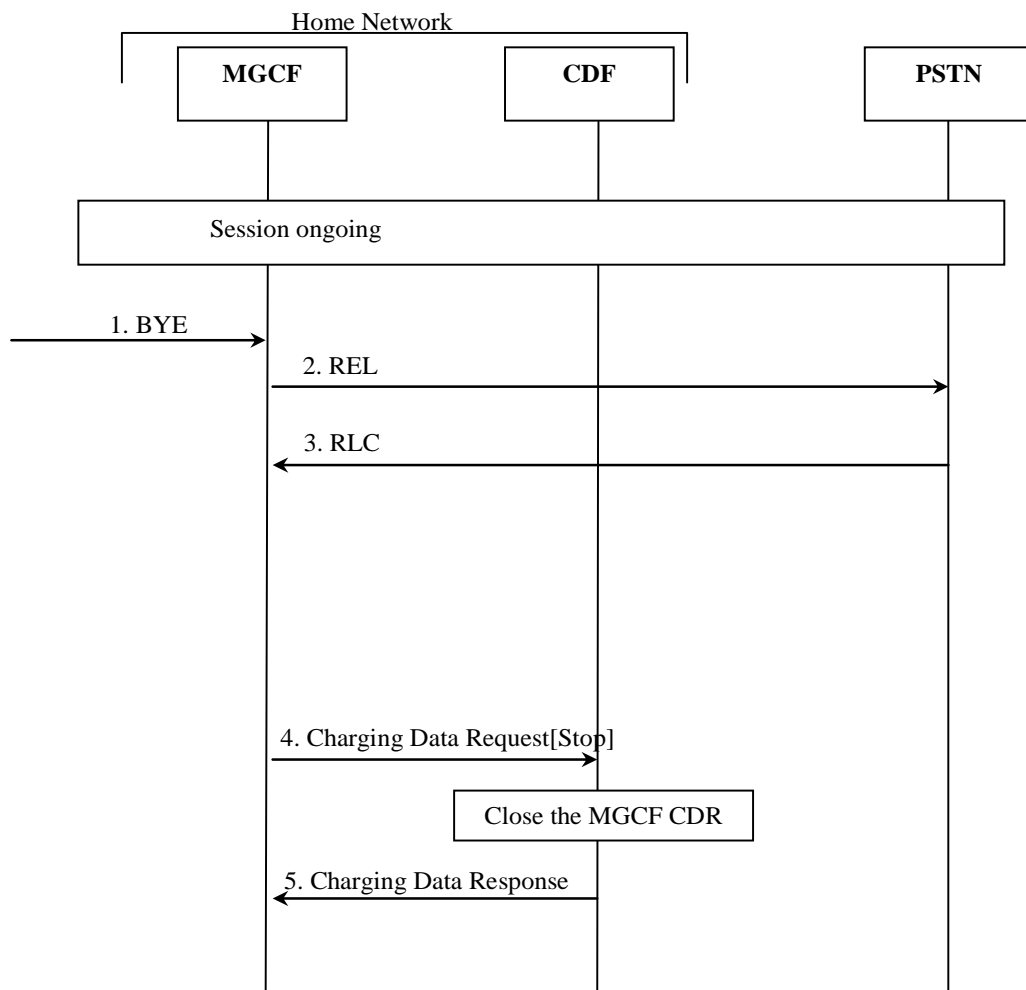 Home Network
MGCF
CDF
PSTN
Session ongoing
1. BYE
2. REL
3. RLC
4. Charging Data Request[Stop]
Close the MGCF CDR
5. Charging Data Response